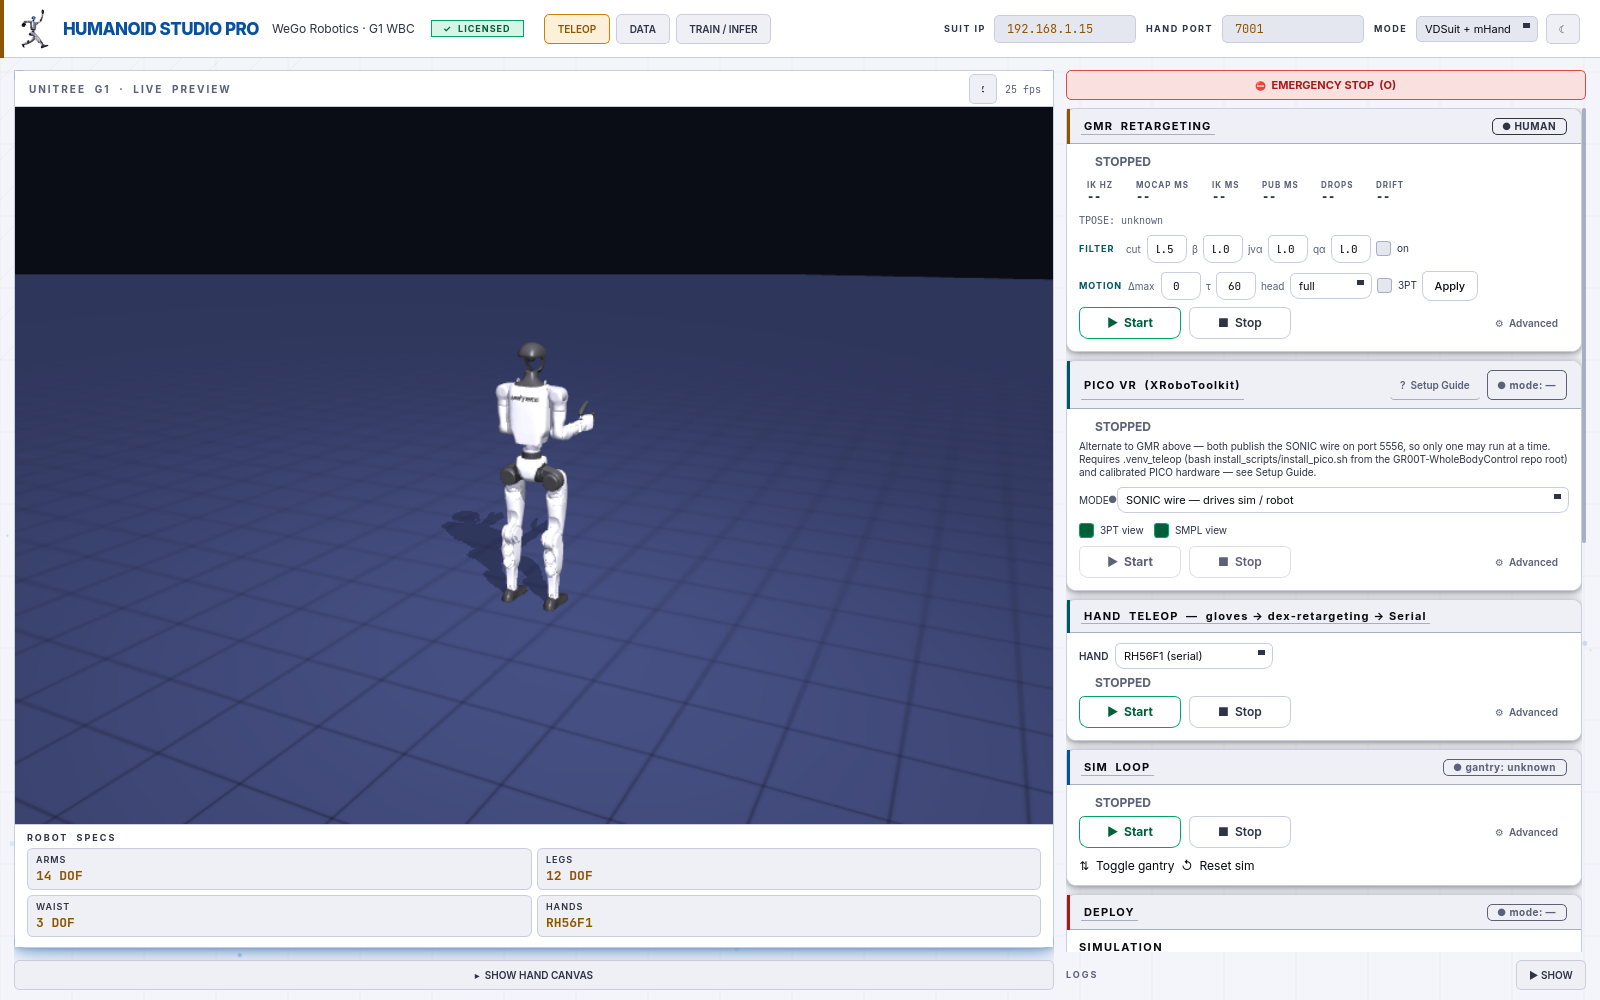 HUMANOID STUDIO PRO
WeGo Robotics · G1 WBC
✓ LICENSED
TELEOP
DATA
TRAIN / INFER
SUIT IP
192.168.1.15
HAND PORT
7001
MODE
VDSuit + mHand
UNITREE G1 · LIVE PREVIEW
25 fps
ROBOT SPECS
ARMS
14 DOF
LEGS
12 DOF
WAIST
3 DOF
HANDS
RH56F1
▸ SHOW HAND CANVAS
EMERGENCY STOP (O)
GMR RETARGETING
● HUMAN
STOPPED
IK HZ MOCAP MS IK MS PUB MS DROPS DRIFT
-- -- -- -- -- --
TPOSE: unknown
FILTER cut 1.5 β 1.0 jvα 1.0 qα 1.0 on
MOTION Δmax 0 τ 60 head full 3PT Apply
▶ Start ■ Stop ⚙ Advanced
PICO VR (XRoboToolkit)
? Setup Guide
● mode: —
STOPPED
Alternate to GMR above — both publish the SONIC wire on port 5556, so only one may run at a time.
Requires .venv_teleop (bash install_scripts/install_pico.sh from the GR00T-WholeBodyControl repo root)
and calibrated PICO hardware — see Setup Guide.
MODE SONIC wire — drives sim / robot
3PT view SMPL view
▶ Start ■ Stop ⚙ Advanced
HAND TELEOP — gloves → dex-retargeting → Serial
HAND RH56F1 (serial)
STOPPED
▶ Start ■ Stop ⚙ Advanced
SIM LOOP
● gantry: unknown
STOPPED
▶ Start ■ Stop ⚙ Advanced
⇅ Toggle gantry ↺ Reset sim
DEPLOY
● mode: —
SIMULATION
LOGS
▶ SHOW